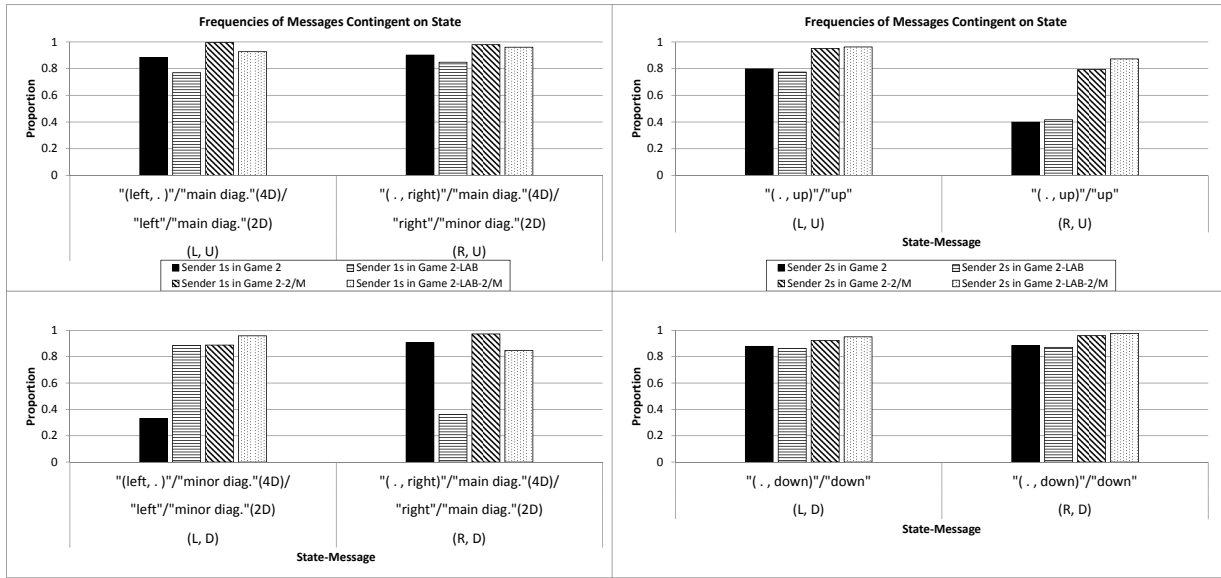 Frequencies of Messages Contingent on State
Proportion
1
0.8
0.6
0.4
0.2
0
"(left, . )"/"main diag."(4D)/
"left"/"main diag."(2D)
(L, U)
"( . , right)"/"main diag."(4D)/
"right"/"minor diag."(2D)
(R, U)
Sender 1s in Game 2
Sender 1s in Game 2-LAB
Sender 1s in Game 2-2/M
Sender 1s in Game 2-LAB-2/M
Frequencies of Messages Contingent on State
Proportion
1
0.8
0.6
0.4
0.2
0
"( . , up)"/"up"
(L, U)
"( . , up)"/"up"
(R, U)
State-Message
Sender 2s in Game 2
Sender 2s in Game 2-LAB
Sender 2s in Game 2-2/M
Sender 2s in Game 2-LAB-2/M
Proportion
1
0.8
0.6
0.4
0.2
0
"(left, . )"/"minor diag."(4D)/
"left"/"minor diag."(2D)
(L, D)
"( . , right)"/"main diag."(4D)/
"right"/"main diag."(2D)
(R, D)
State-Message
Proportion
1
0.8
0.6
0.4
0.2
0
"( . , down)"/"down"
(L, D)
"( . , down)"/"down"
(R, D)
State-Message